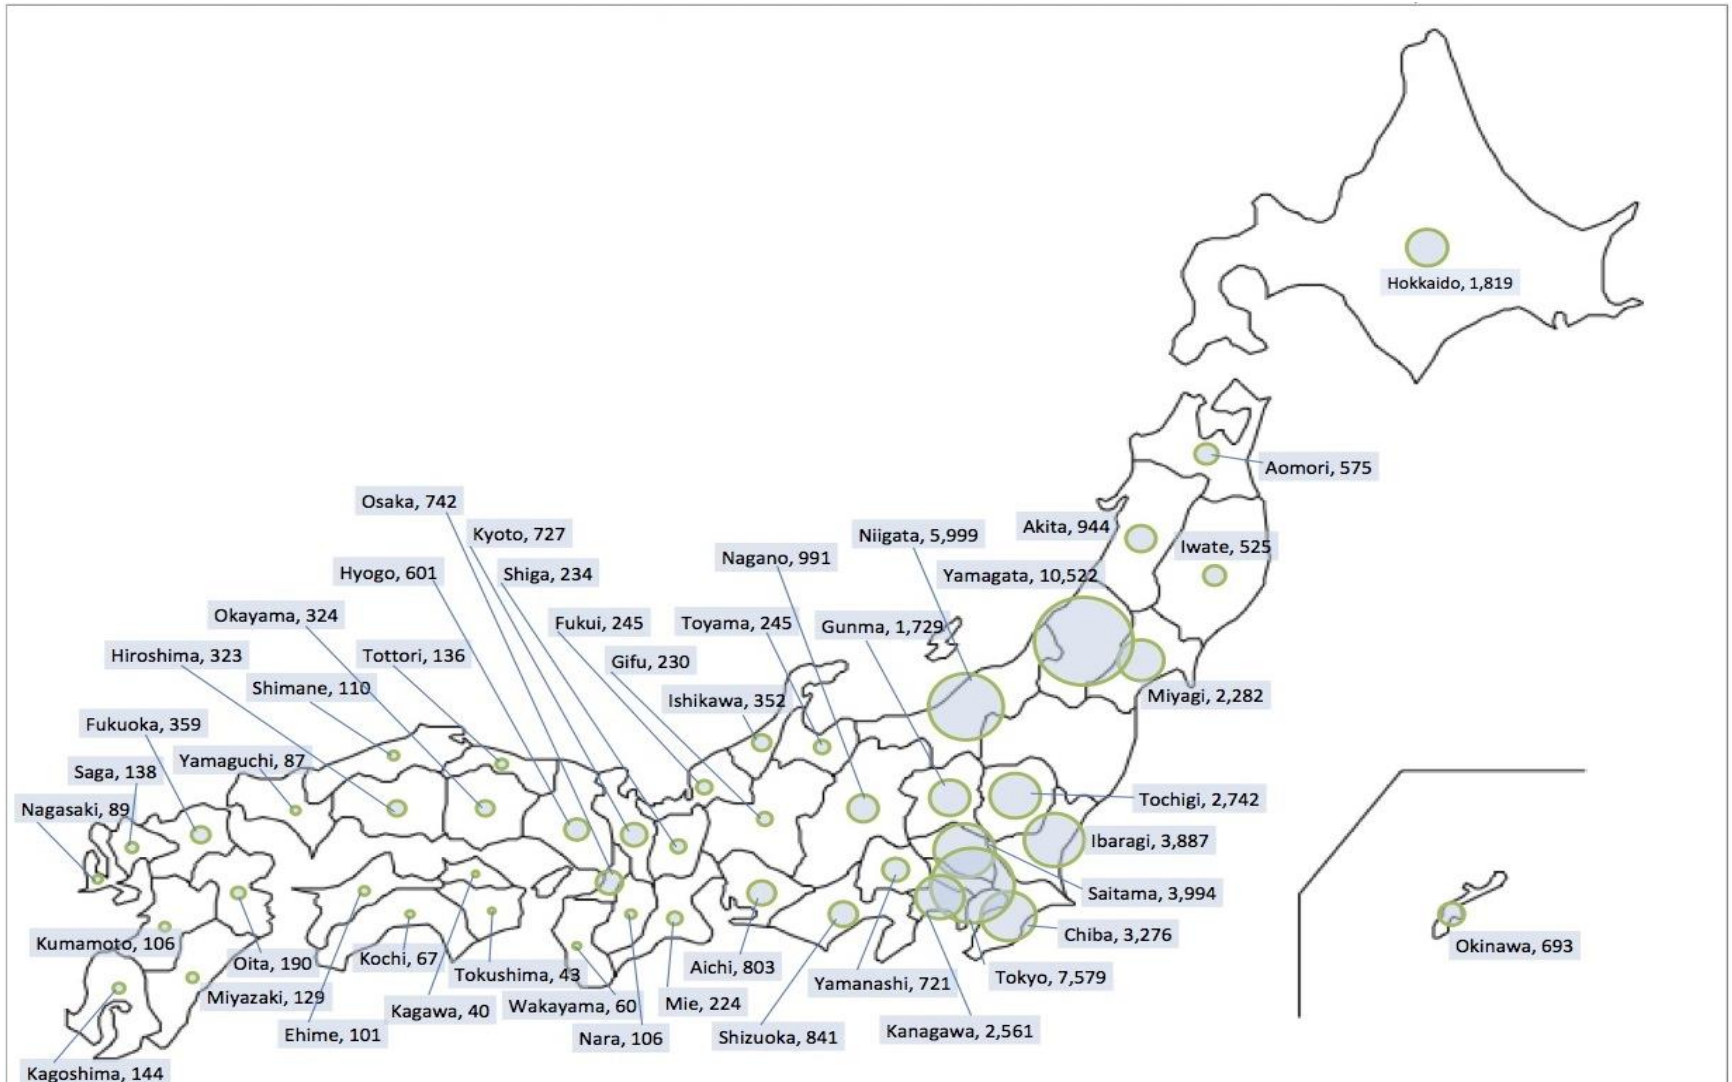 Hokkaido, 1,819
Aomori, 575
Osaka, 742
Kyoto, 727
Niigata, 5,999
Akita, 944
Iwate, 525
Nagano, 991
Hyogo, 601
Shiga, 234
Yamagata, 10,522
Okayama, 324
Fukui, 245
Toyama, 245
Gunma, 1,729
Hiroshima, 323
Tottori, 136
Gifu, 230
Shimane, 110
Ishikawa, 352
Miyagi, 2,282
Fukuoka, 359
Yamaguchi, 87
Saga, 138
Nagasaki, 89
Tochigi, 2,742
Ibaragi, 3,887
Saitama, 3,994
Chiba, 3,276
Kumamoto, 106
Oita, 190
Kochi, 67
Tokushima, 43
Aichi, 803
Yamanashi, 721
Tokyo, 7,579
Okinawa, 693
Miyazaki, 129
Kagawa, 40
Wakayama, 60
Mie, 224
Ehime, 101
Nara, 106
Shizuoka, 841
Kanagawa, 2,561
Kagoshima, 144